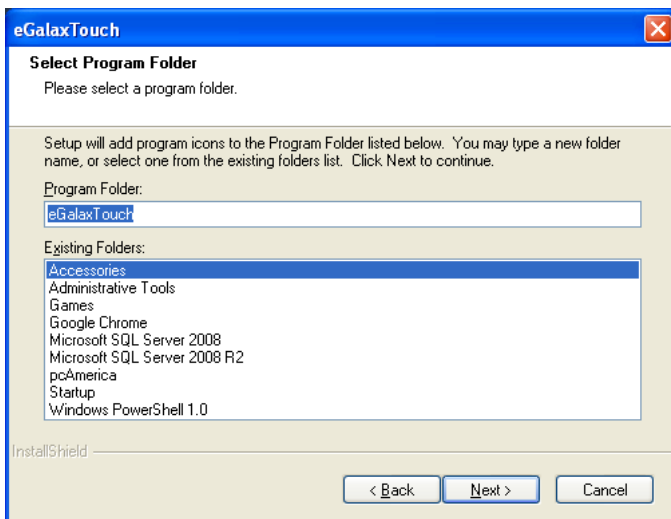 eGalaxTouch
Select Program Folder
Please select a program folder.
Setup will add program icons to the Program Folder listed below. You may type a new folder
name, or select one from the existing folders list. Click Next to continue.
Program Folder:
eGalaxTouch
Existing Folders:
Accessories
Administrative Tools
Games
Google Chrome
Microsoft SQL Server 2008
Microsoft SQL Server 2008 R2
pcAmerica
Startup
Windows PowerShell 1.0
InstallShield
< Back Next > Cancel